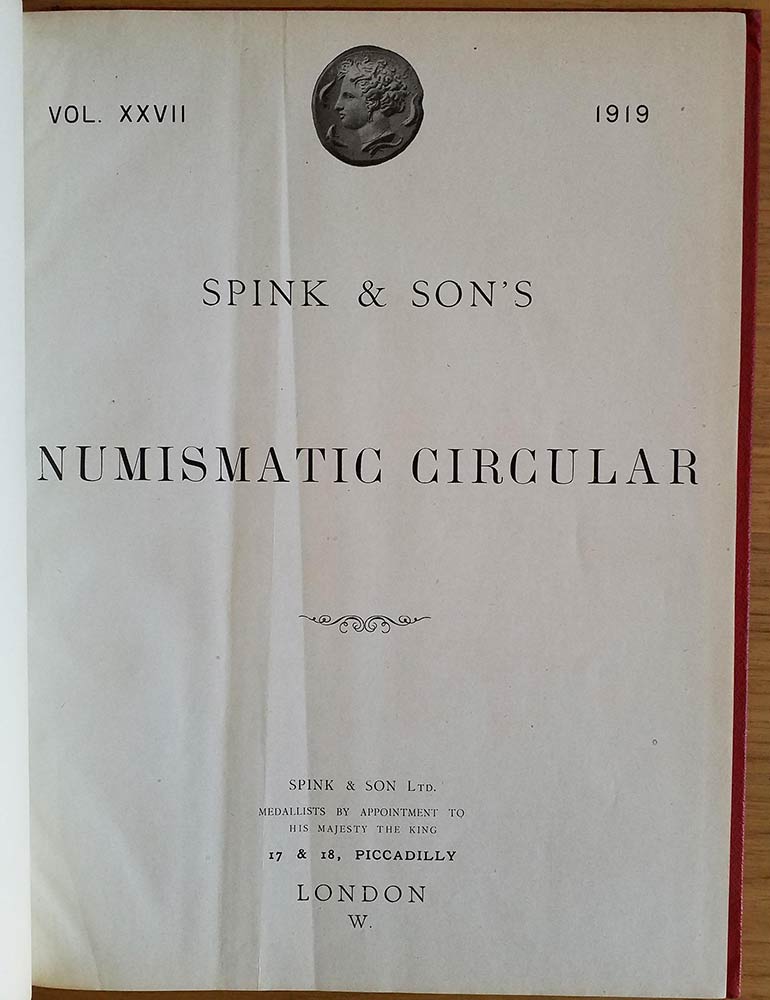 VOL. XXVII 1919
SPINK & SON'S
NUMISMATIC CIRCULAR
SPINK & SON LTD.
MEDALLISTS BY APPOINTMENT TO
HIS MAJESTY THE KING
17 & 18, PICCADILLY
LONDON
W.